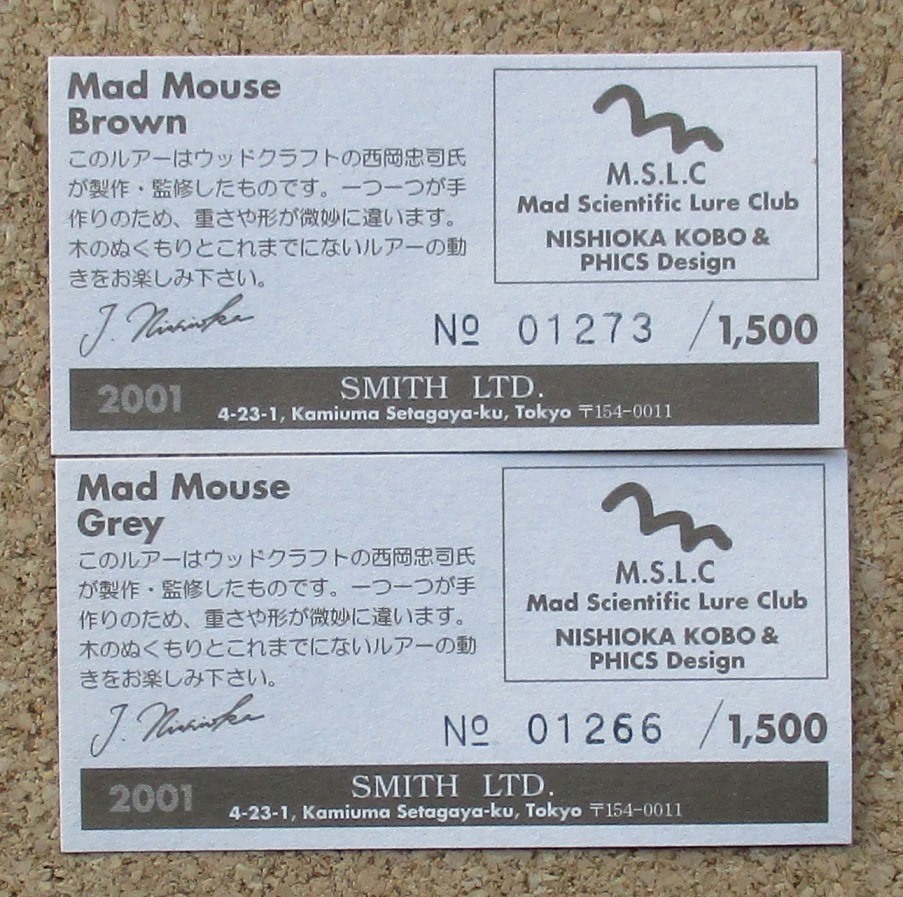 Mad Mouse
Brown
このルアーはウッドクラフトの西岡忠司氏
が製作・監修したものです。一つ一つが手
作りのため、重さや形が微妙に違います。
木のぬくもりとこれまでにないルアーの動
きをお楽しみ下さい。
M.S.L.C
Mad Scientific Lure Club
NISHIOKA KOBO &
PHICS Design
№ 01273 /1,500
2001
SMITH LTD.
4-23-1, Kamiuma Setagaya-ku, Tokyo 〒154-0011
Mad Mouse
Grey
このルアーはウッドクラフトの西岡忠司氏
が製作・監修したものです。一つ一つが手
作りのため、重さや形が微妙に違います。
木のぬくもりとこれまでにないルアーの動
きをお楽しみ下さい。
M.S.L.C
Mad Scientific Lure Club
NISHIOKA KOBO &
PHICS Design
№ 01266 /1,500
2001
SMITH LTD.
4-23-1, Kamiuma Setagaya-ku, Tokyo 〒154-0011